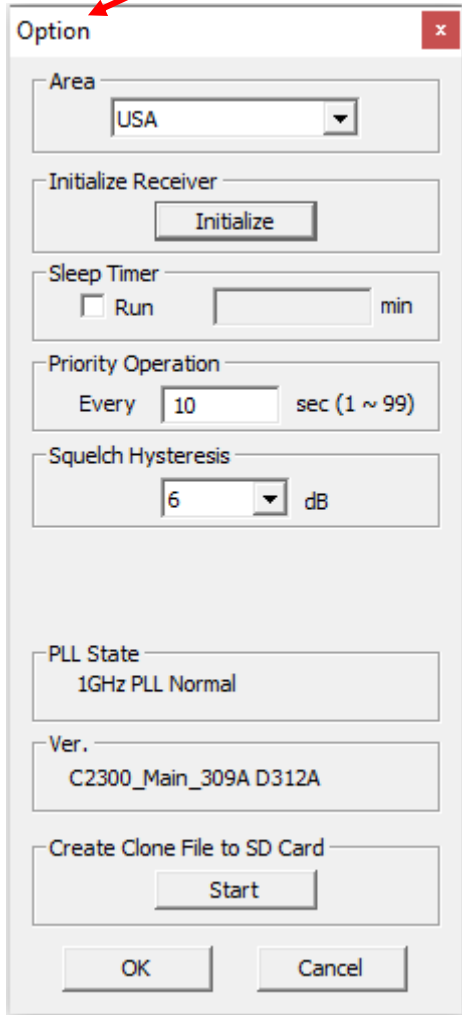 Option
x
Area
USA
Initialize Receiver
Initialize
Sleep Timer
Run min
Priority Operation
Every 10 sec (1 ~ 99)
Squelch Hysteresis
6 dB
PLL State
1GHz PLL Normal
Ver.
C2300_Main_309A D312A
Create Clone File to SD Card
Start
OK Cancel